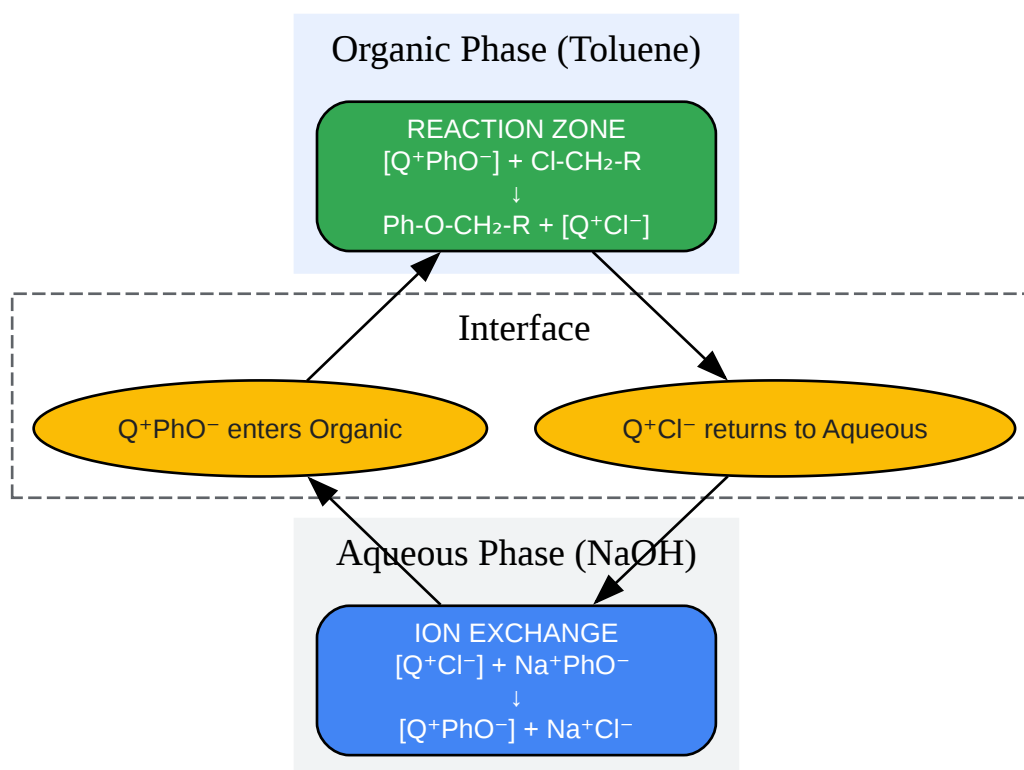 Organic Phase (Toluene)
REACTION ZONE
[Q⁺PhO⁻] + Cl-CH₂-R
↓
Ph-O-CH₂-R + [Q⁺Cl⁻]
Interface
Q⁺PhO⁻ enters Organic
Q⁺Cl⁻ returns to Aqueous
Aqueous Phase (NaOH)
ION EXCHANGE
[Q⁺Cl⁻] + Na⁺PhO⁻
↓
[Q⁺PhO⁻] + Na⁺Cl⁻